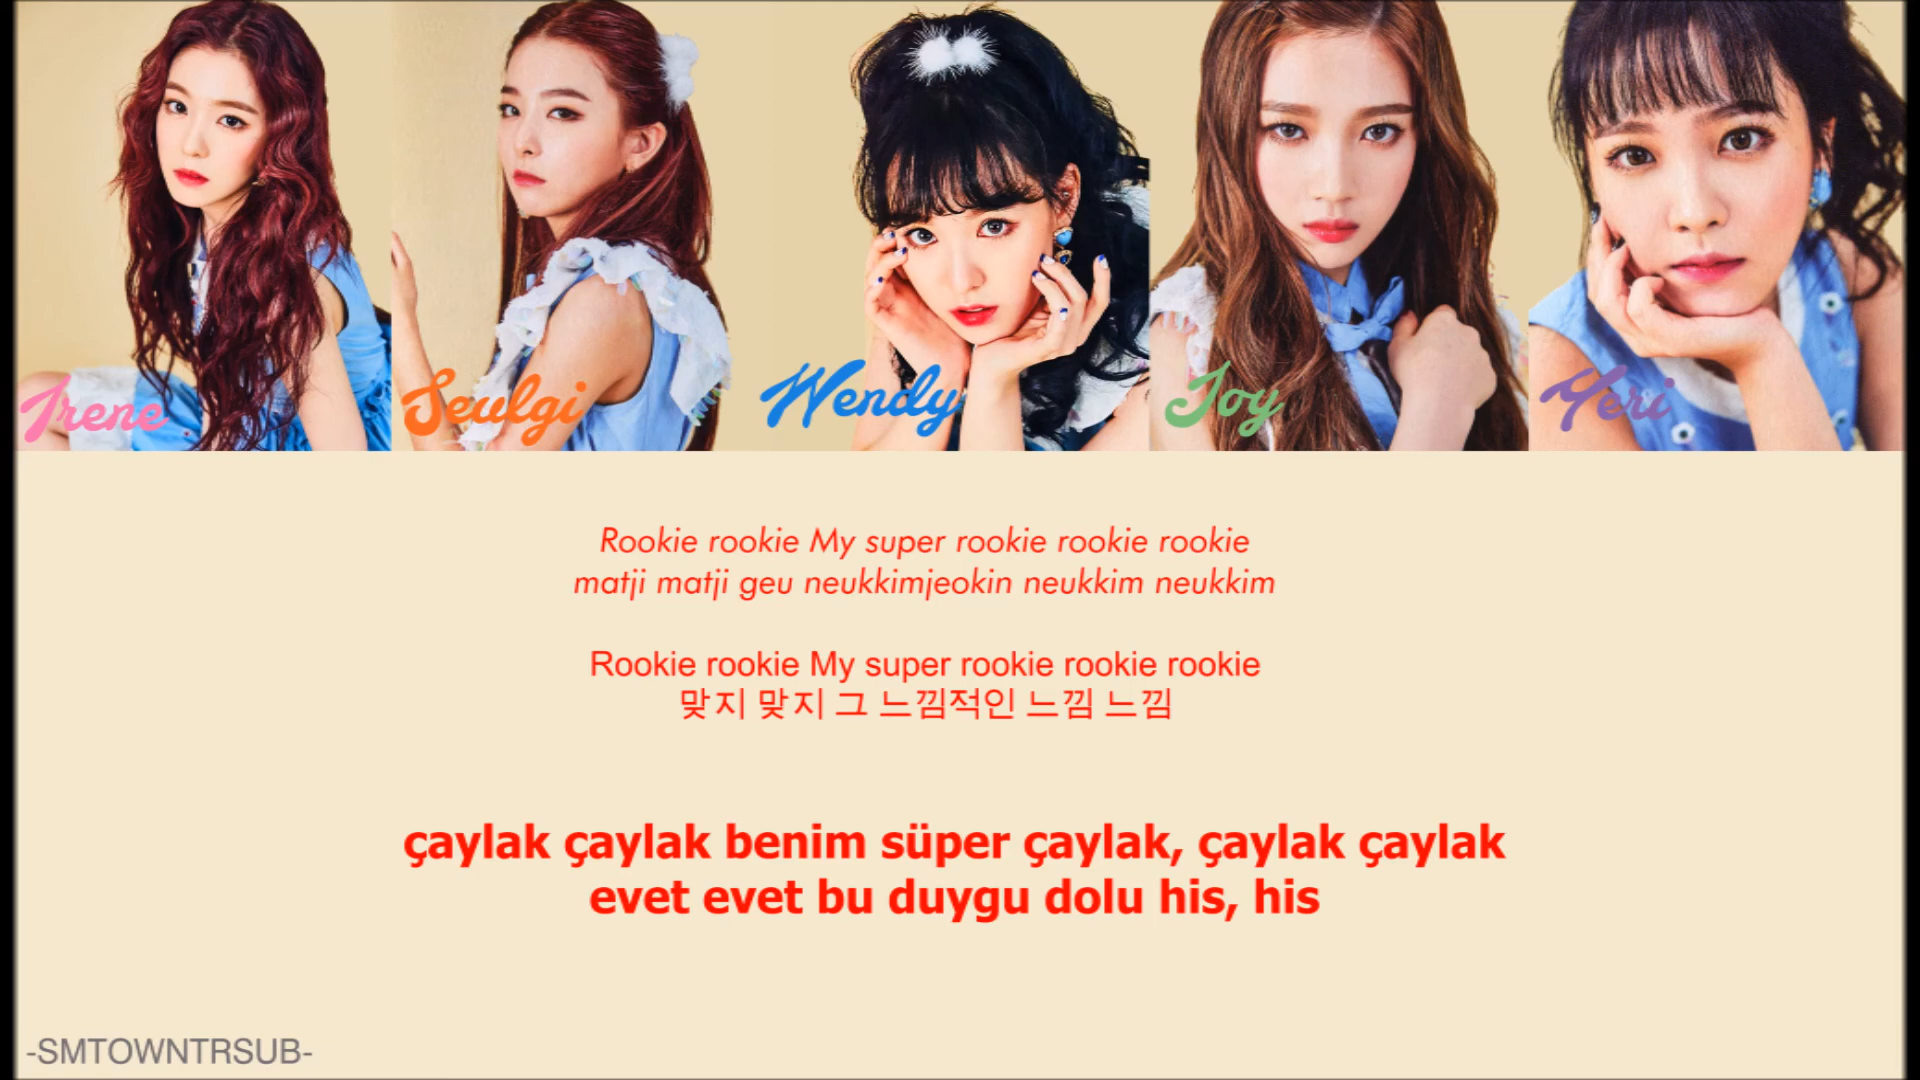 Irene
Seulgi
Wendy
Joy
Yeri
Rookie rookie My super rookie rookie rookie
matji matji geu neukkimjeokin neukkim neukkim
Rookie rookie My super rookie rookie rookie
맞지 맞지 그 느낌적인 느낌 느낌
çaylak çaylak benim süper çaylak, çaylak çaylak
evet evet bu duygu dolu his, his
-SMTOWNTRSUB-